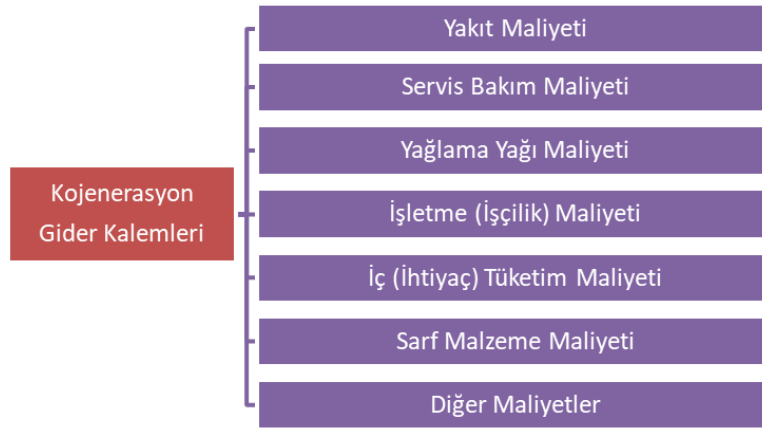 Kojenerasyon
Gider Kalemleri
Yakıt Maliyeti
Servis Bakım Maliyeti
Yağlama Yağı Maliyeti
İşletme (İşçilik) Maliyeti
İç (İhtiyaç) Tüketim Maliyeti
Sarf Malzeme Maliyeti
Diğer Maliyetler